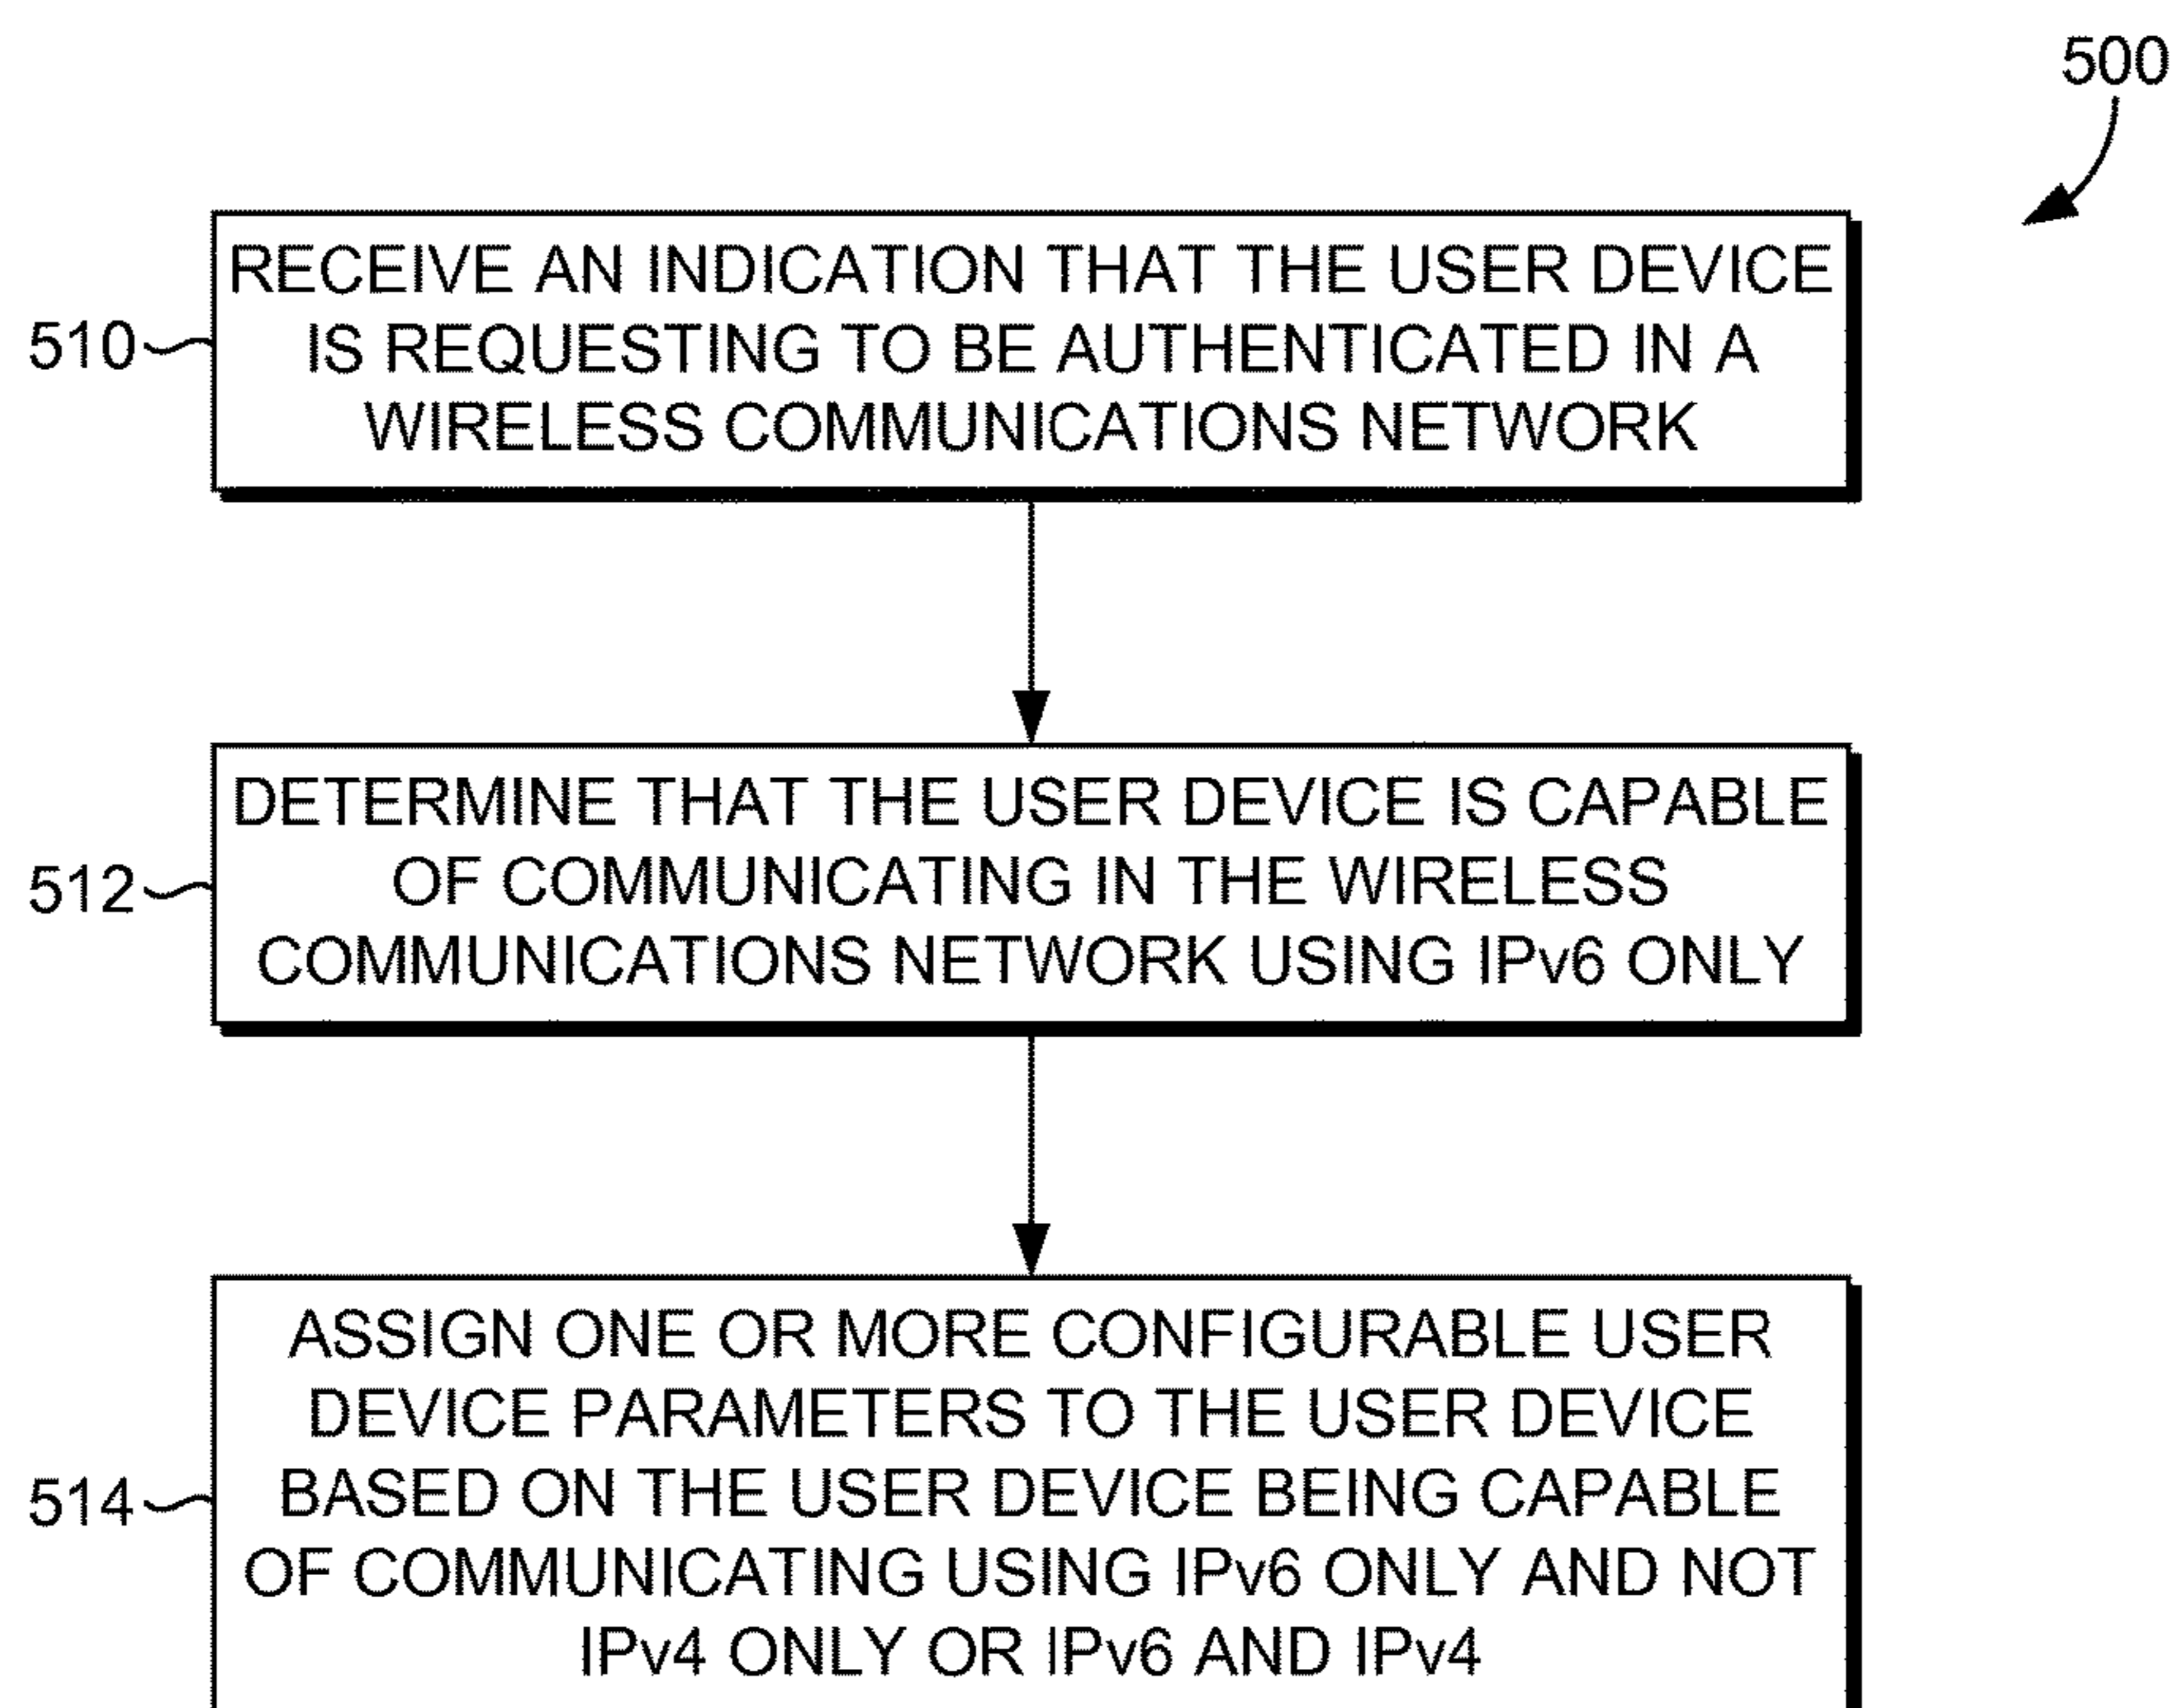 500
RECEIVE AN INDICATION THAT THE USER DEVICE
IS REQUESTING TO BE AUTHENTICATED IN A
WIRELESS COMMUNICATIONS NETWORK
510
DETERMINE THAT THE USER DEVICE IS CAPABLE
OF COMMUNICATING IN THE WIRELESS
COMMUNICATIONS NETWORK USING IPv6 ONLY
512
ASSIGN ONE OR MORE CONFIGURABLE USER
DEVICE PARAMETERS TO THE USER DEVICE
BASED ON THE USER DEVICE BEING CAPABLE
OF COMMUNICATING USING IPv6 ONLY AND NOT
IPv4 ONLY OR IPv6 AND IPv4
514